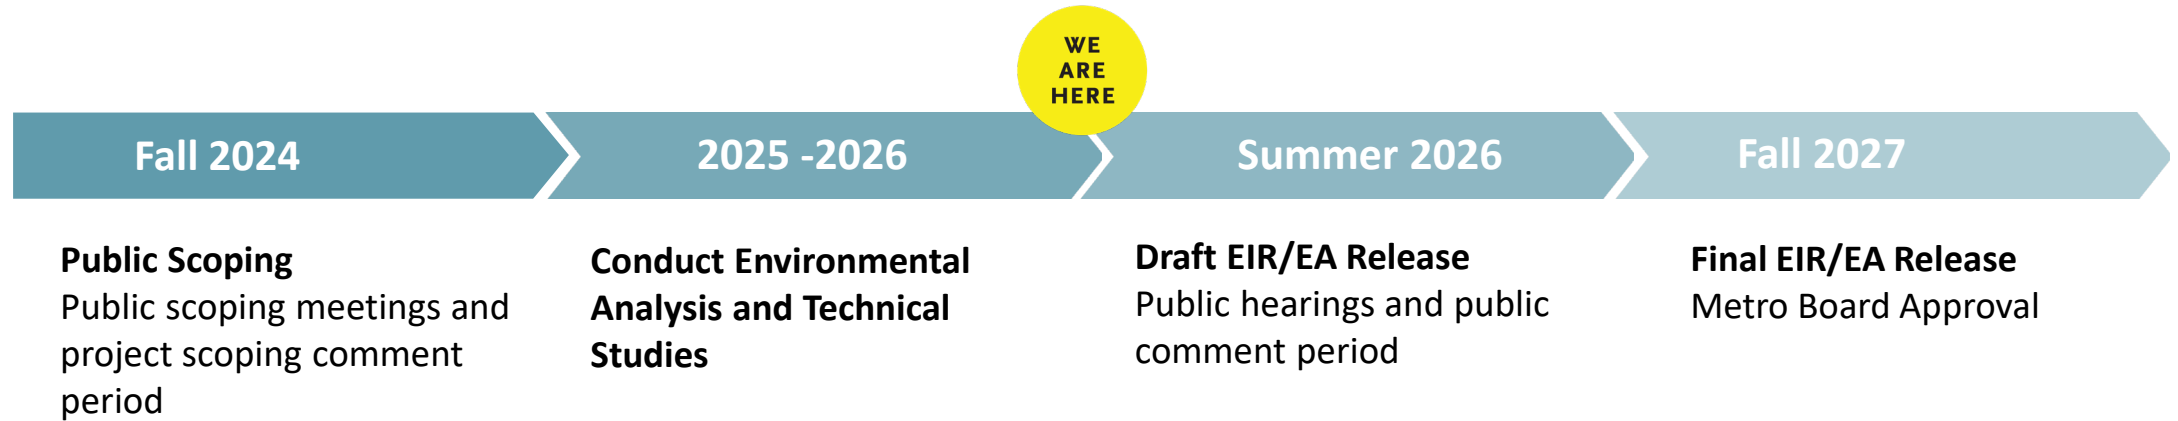 WE
ARE
HERE
Fall 2024
2025 -2026
Summer 2026
Fall 2027
Public Scoping
Public scoping meetings and
project scoping comment
period
Conduct Environmental
Analysis and Technical
Studies
Draft EIR/EA Release
Public hearings and public
comment period
Final EIR/EA Release
Metro Board Approval